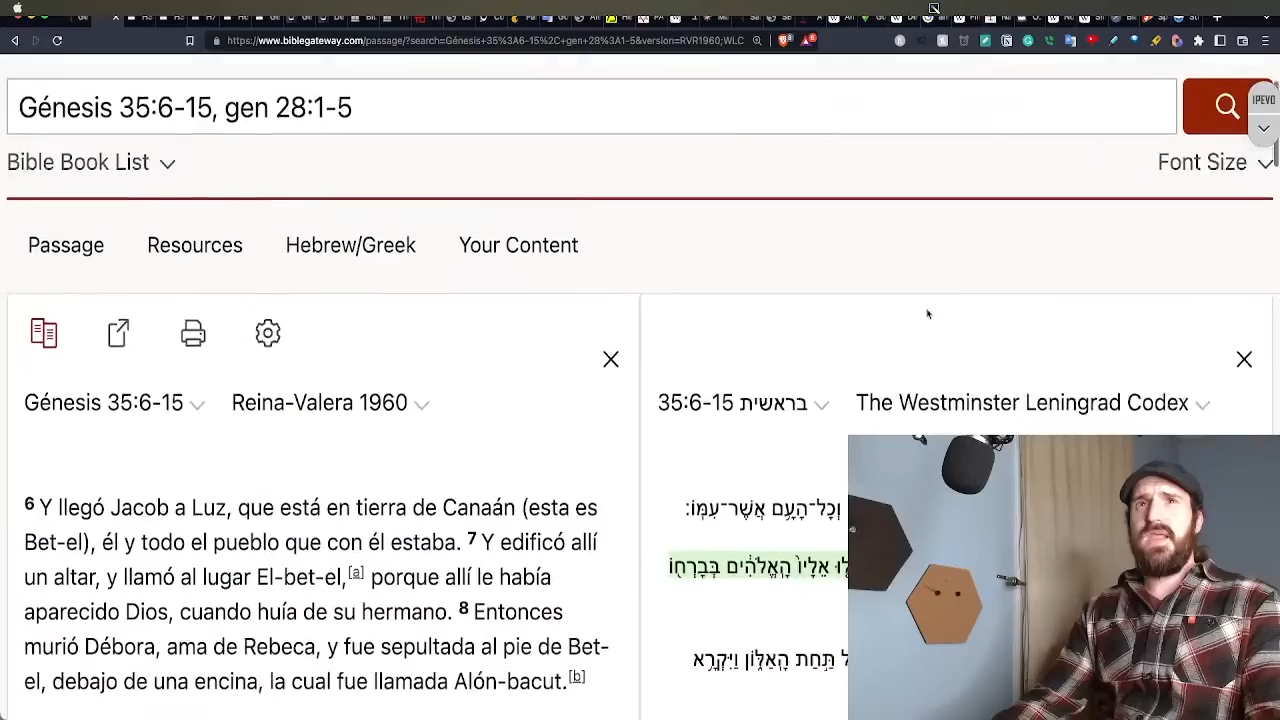 https://www.biblegateway.com/passage/?search=Génesis+35%3A6-15%2C+gen+28%3A1-5&version=RVR1960;WLC
Génesis 35:6-15, gen 28:1-5
IPEVO
Bible Book List
Font Size
Passage Resources Hebrew/Greek Your Content
Génesis 35:6-15 Reina-Valera 1960
35:6-15 בראשית The Westminster Leningrad Codex
6 Y llegó Jacob a Luz, que está en tierra de Canaán (esta es
Bet-el), él y todo el pueblo que con él estaba. 7 Y edificó allí
un altar, y llamó al lugar El-bet-el,[a] porque allí le había
aparecido Dios, cuando huía de su hermano. 8 Entonces
murió Débora, ama de Rebeca, y fue sepultada al pie de Bet-
el, debajo de una encina, la cual fue llamada Alón-bacut.[b]
וְכָל־הָעָ֥ם אֲשֶׁר־עִמּֽוֹ׃
אֵלָיו֙ הָֽאֱלֹהִ֔ים בְּבָרְח֖וֹ
תַּ֣חַת הָֽאַלּ֑וֹן וַיִּקְרָ֥א